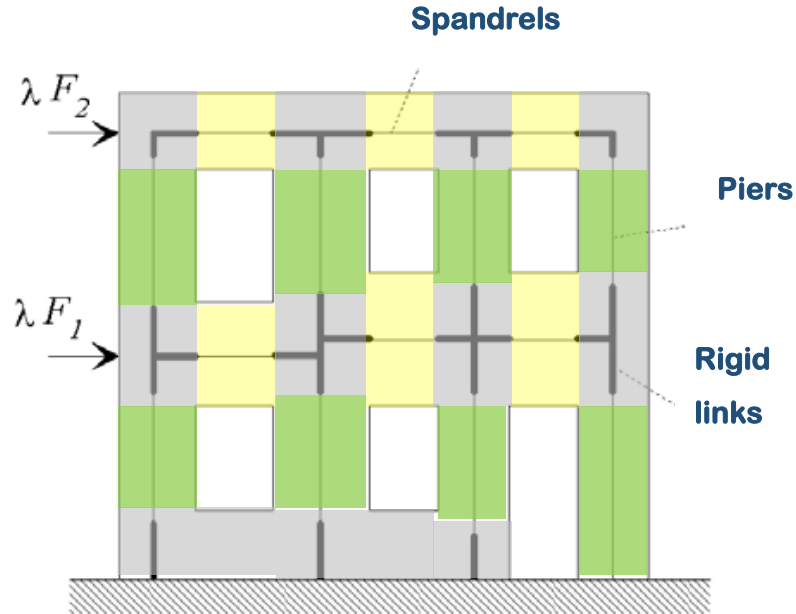 Spandrels
λ F₂
Piers
λ F₁
Rigid
links